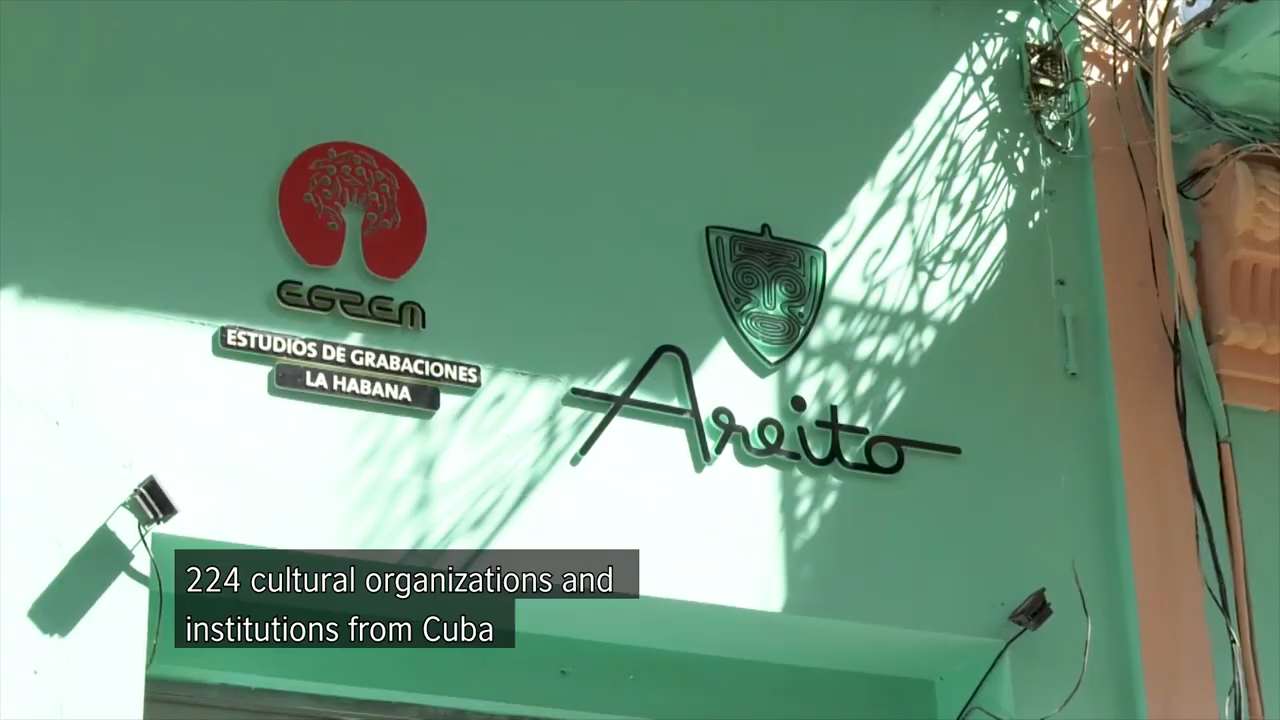 EGREM
ESTUDIOS DE GRABACIONES
LA HABANA
Areito
224 cultural organizations and
institutions from Cuba